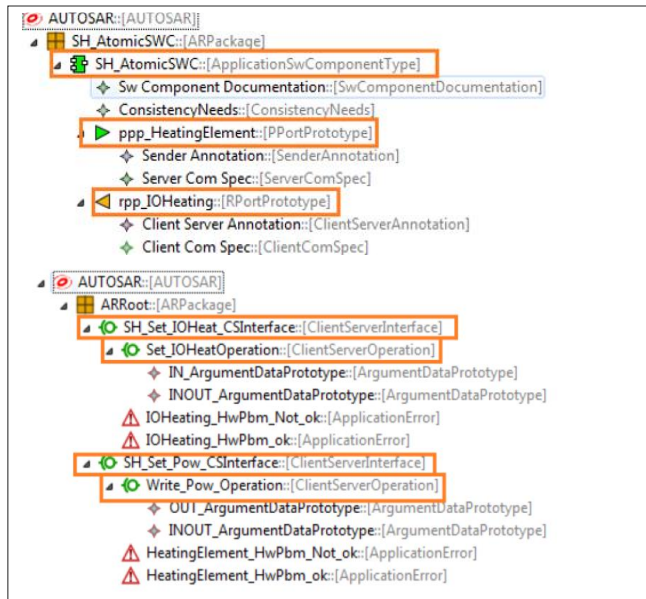 AUTOSAR::[AUTOSAR]
SH_AtomicSWC::[ARPackage]
SH_AtomicSWC::[ApplicationSwComponentType]
Sw Component Documentation::[SwComponentDocumentation]
ConsistencyNeeds::[ConsistencyNeeds]
ppp_HeatingElement::[PPortPrototype]
Sender Annotation::[SenderAnnotation]
Server Com Spec::[ServerComSpec]
rpp_IOHeating::[RPortPrototype]
Client Server Annotation::[ClientServerAnnotation]
Client Com Spec::[ClientComSpec]
AUTOSAR::[AUTOSAR]
ARRoot::[ARPackage]
SH_Set_IOHeat_CSInterface::[ClientServerInterface]
Set_IOHeatOperation::[ClientServerOperation]
IN_ArgumentDataPrototype::[ArgumentDataPrototype]
INOUT_ArgumentDataPrototype::[ArgumentDataPrototype]
IOHeating_HwPbm_Not_ok::[ApplicationError]
IOHeating_HwPbm_ok::[ApplicationError]
SH_Set_Pow_CSInterface::[ClientServerInterface]
Write_Pow_Operation::[ClientServerOperation]
OUT_ArgumentDataPrototype::[ArgumentDataPrototype]
INOUT_ArgumentDataPrototype::[ArgumentDataPrototype]
HeatingElement_HwPbm_Not_ok::[ApplicationError]
HeatingElement_HwPbm_ok::[ApplicationError]